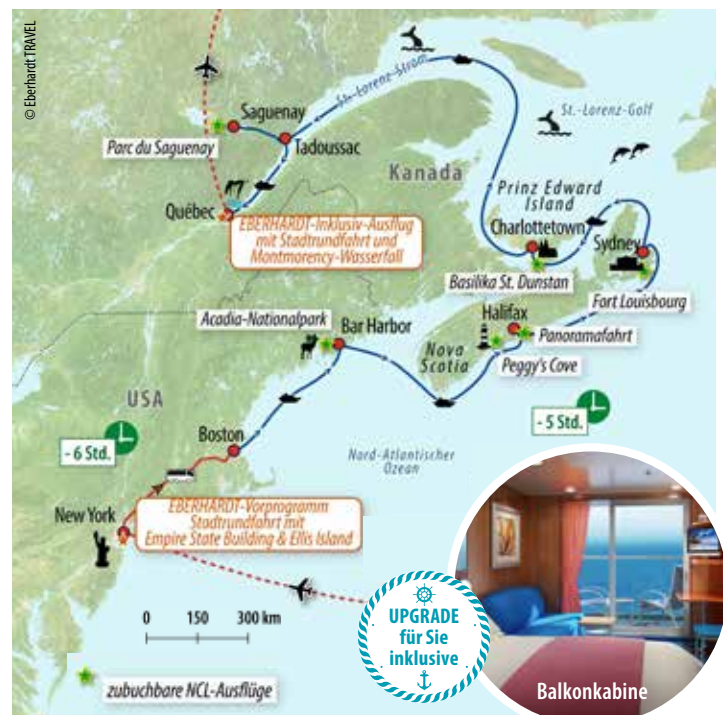 © Eberhardt TRAVEL
Saguenay
Parc du Saguenay
Tadoussac
St.-Lorenz-Strom
St.-Lorenz-Golf
Kanada
Québec
EBERHARDT-Inklusiv-Ausflug
mit Stadtrundfahrt und
Montmorency-Wasserfall
Prinz Edward
Island
Charlottetown
Sydney
Basilika St. Dunstan
Fort Louisbourg
Acadia-Nationalpark
Bar Harbor
Halifax
Panoramafahrt
Nova
Scotia
Peggy's Cove
USA
- 6 Std.
- 5 Std.
Boston
Nord-Atlantischer
Ozean
New York
EBERHARDT-Vorprogramm
Stadtrundfahrt mit
Empire State Building & Ellis Island
0 150 300 km
UPGRADE
für Sie
inklusive
Balkonkabine
zubuchbare NCL-Ausflüge